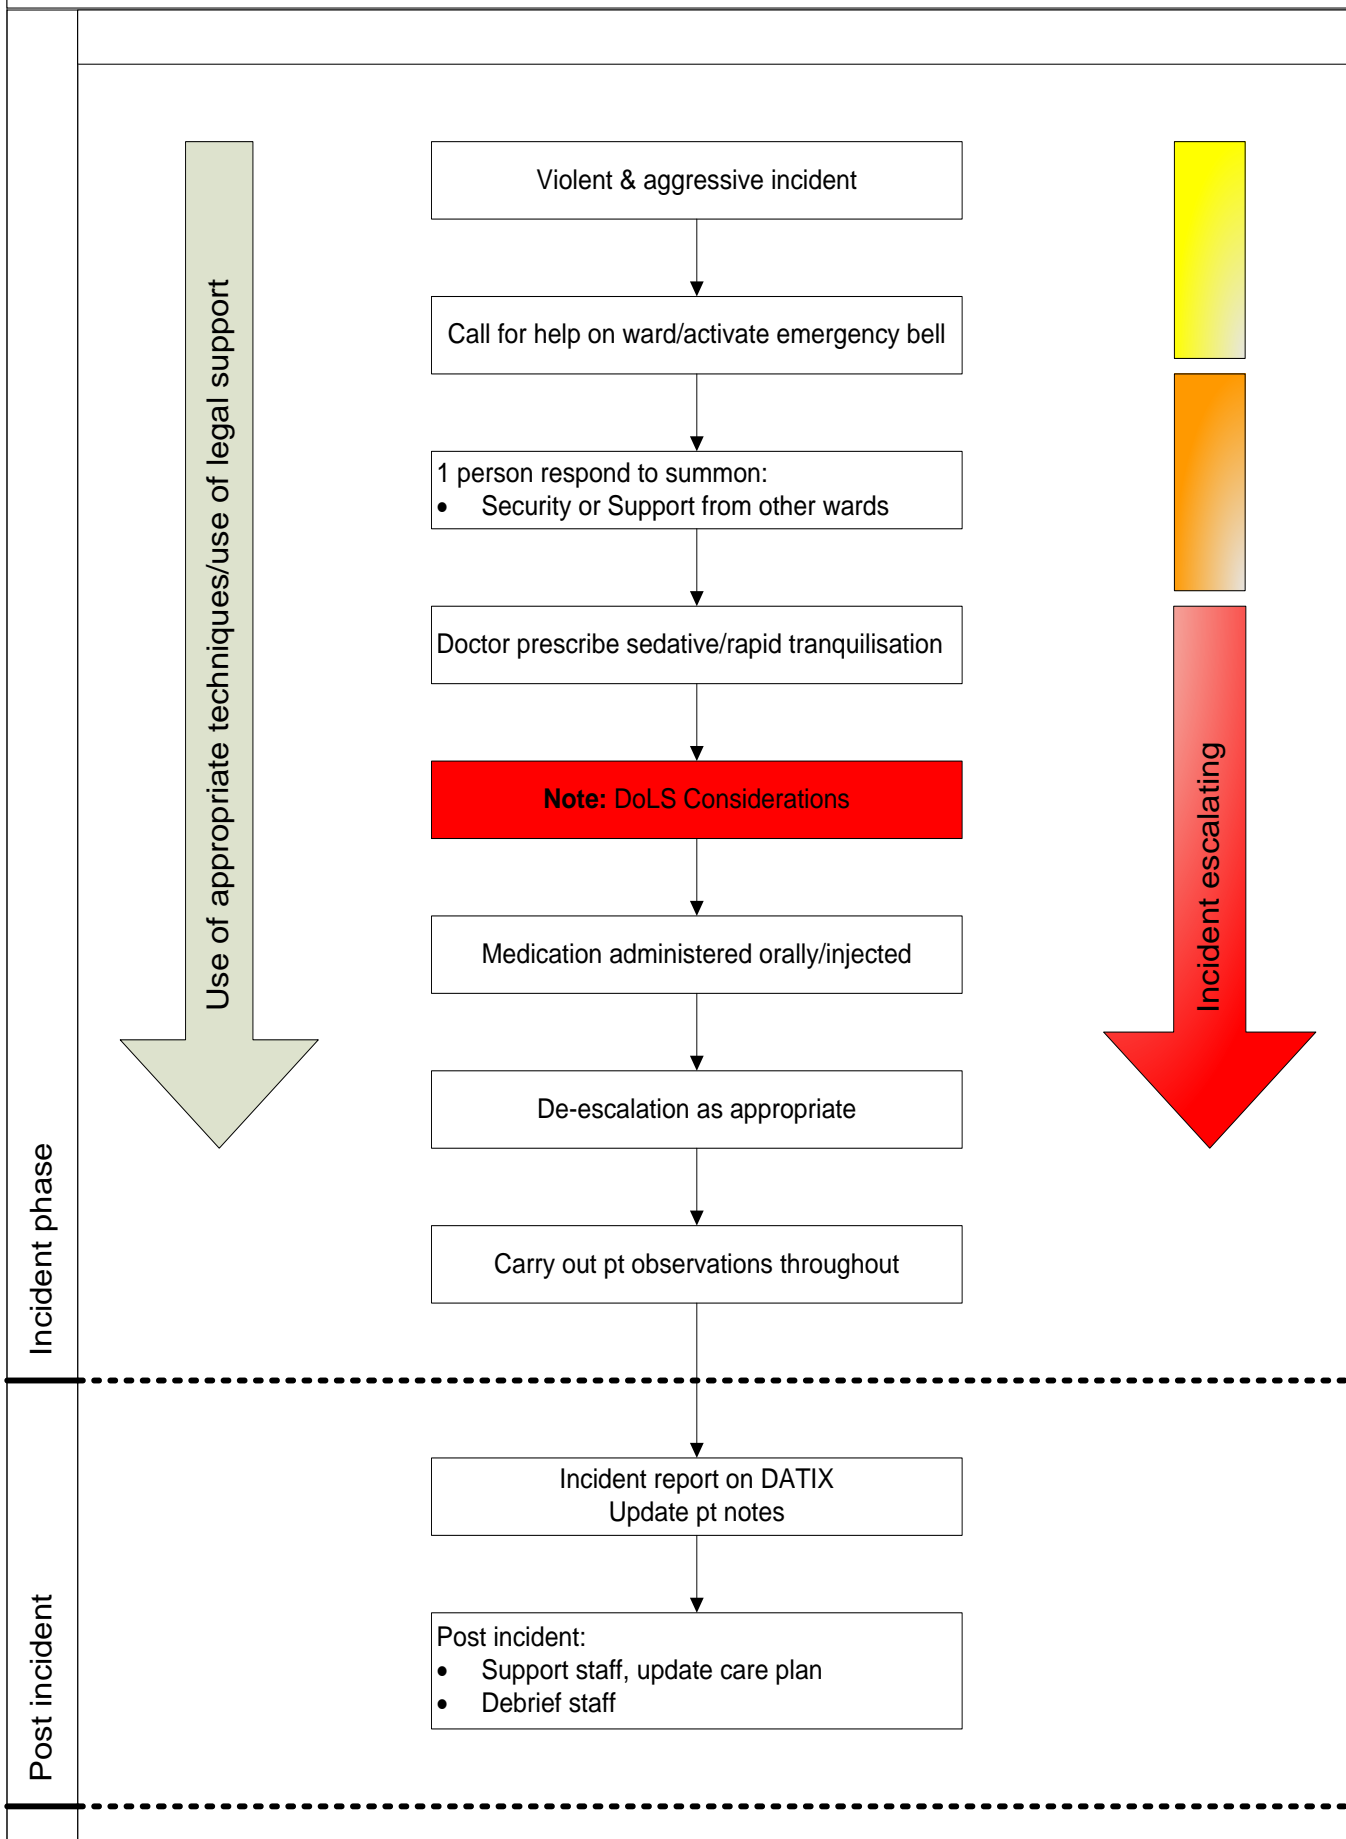 Violent & aggressive incident
Call for help on ward/activate emergency bell
1 person respond to summon:
• Security or Support from other wards
Doctor prescribe sedative/rapid tranquilisation
Note: DoLS Considerations
Medication administered orally/injected
De-escalation as appropriate
Carry out pt observations throughout
Use of appropriate techniques/use of legal support
Incident escalating
Incident phase
Incident report on DATIX
Update pt notes
Post incident:
• Support staff, update care plan
• Debrief staff
Post incident